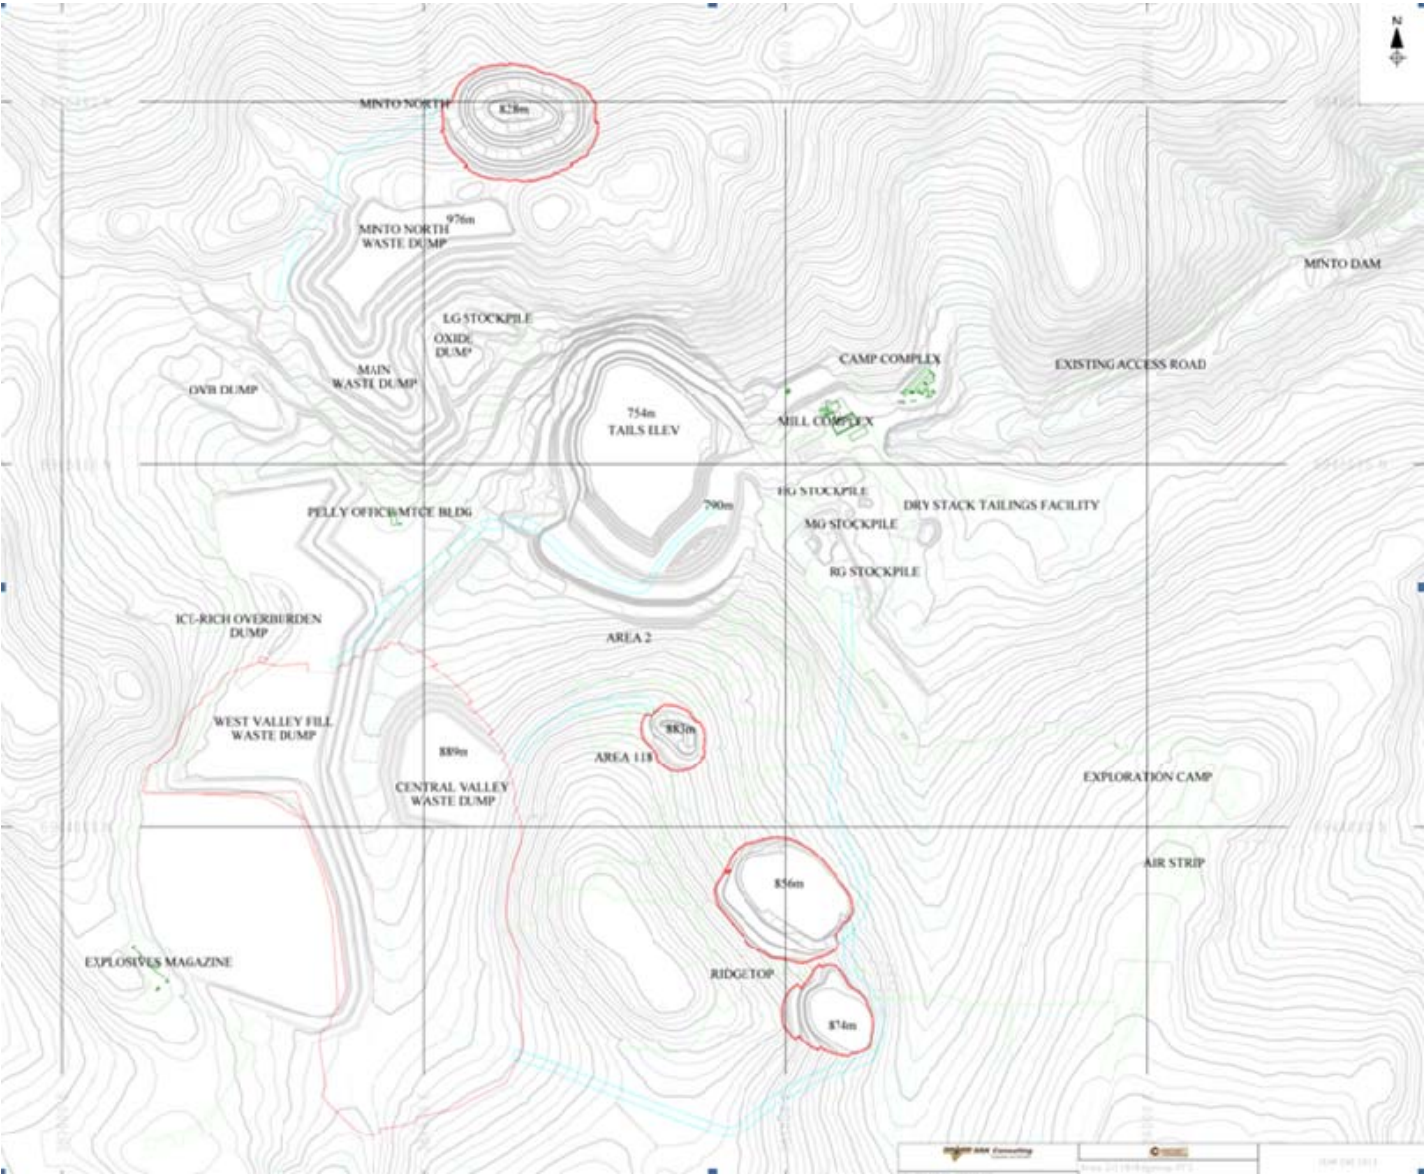 N
MINTO NORTH
828m
976m
MINTO NORTH
WASTE DUMP
MINTO DAM
LG STOCKPILE
OXIDE
DUMP
CAMP COMPLEX
EXISTING ACCESS ROAD
MAIN
WASTE DUMP
OVB DUMP
754m
TAILS ELEV
MILL COMPLEX
HG STOCKPILE
790m
DRY STACK TAILINGS FACILITY
PELLY OFFICE/MTCE BLDG
MG STOCKPILE
RG STOCKPILE
ICE-RICH OVERBURDEN
DUMP
AREA 2
WEST VALLEY FILL
WASTE DUMP
883m
889m
AREA 118
EXPLORATION CAMP
CENTRAL VALLEY
WASTE DUMP
AIR STRIP
856m
EXPLOSIVES MAGAZINE
RIDGETOP
874m
Consulting